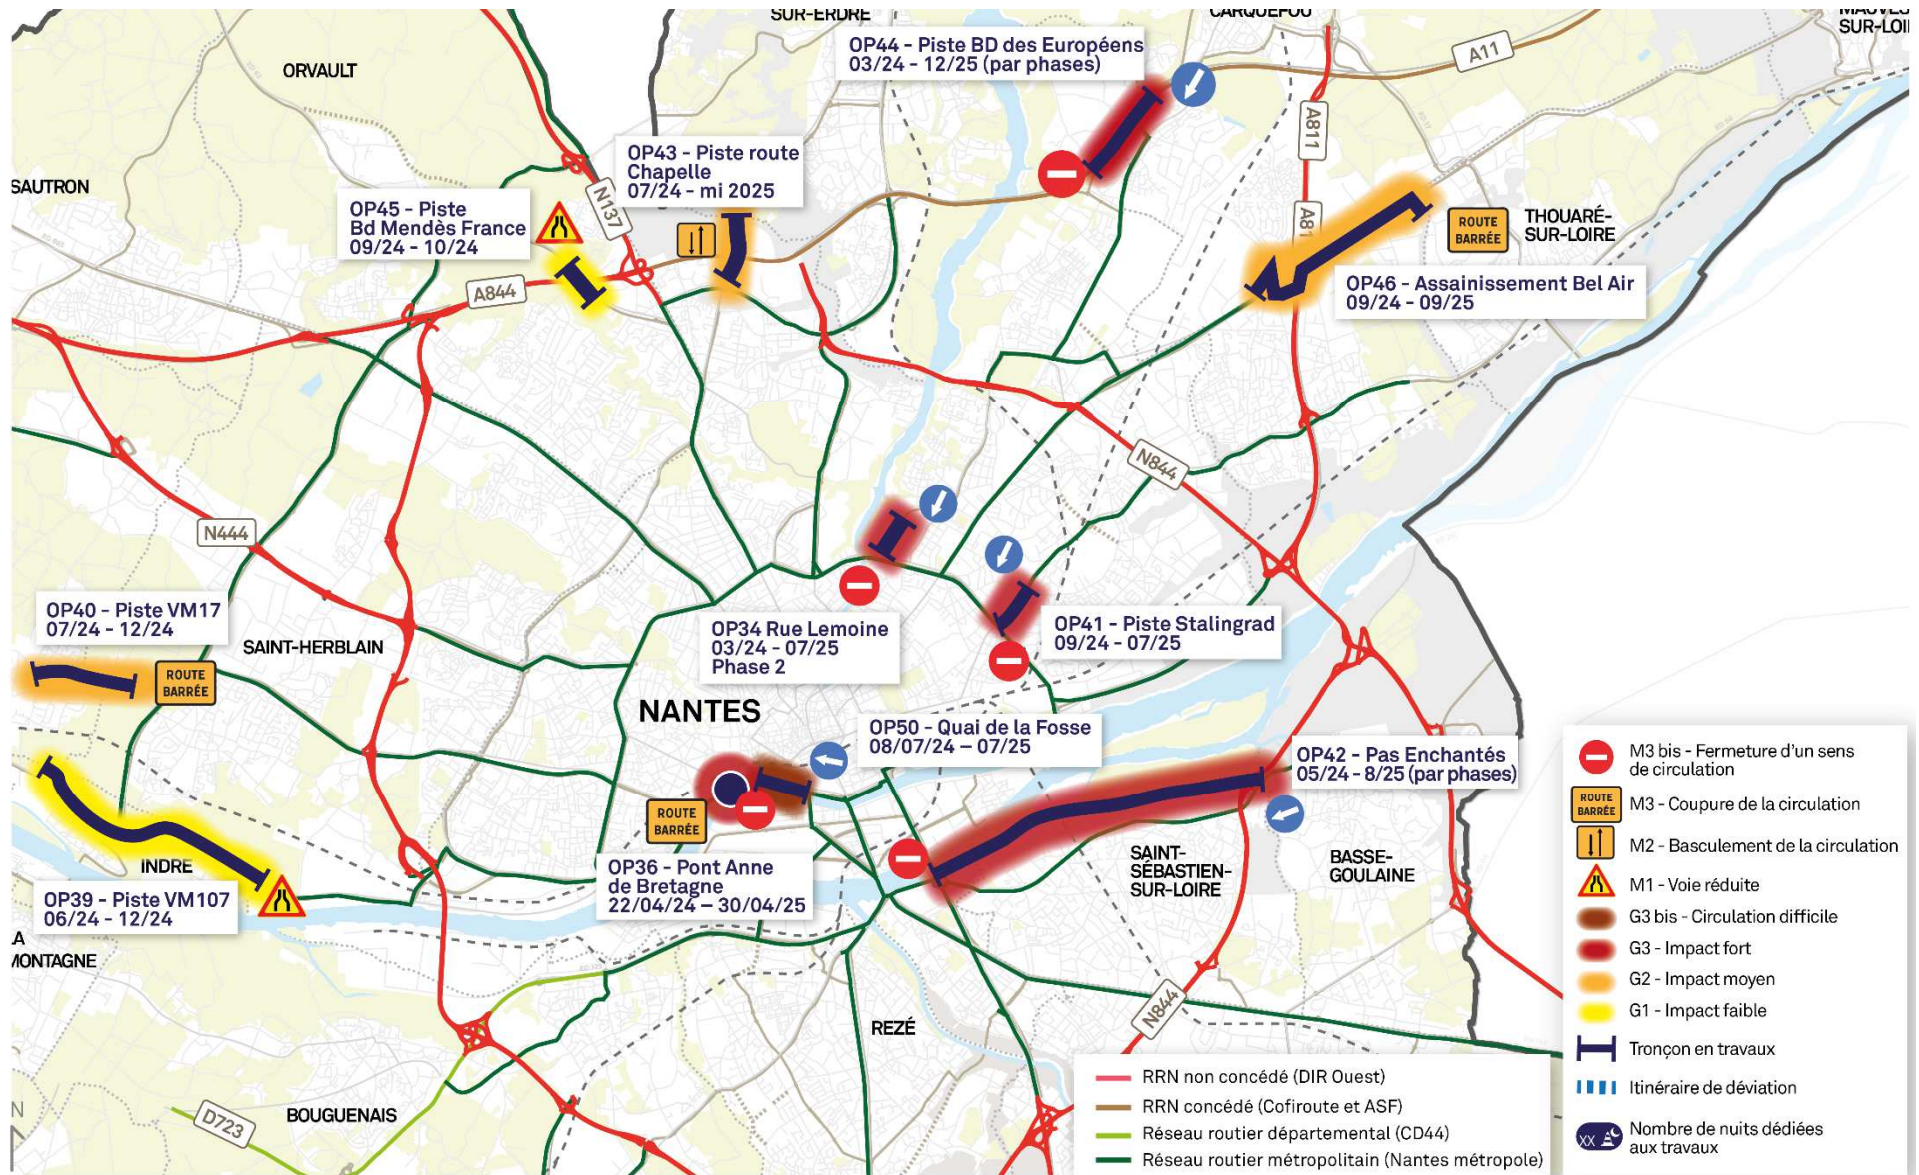 SUR-ERDRE
CARQUEFOU
SUR-LOI
ORVAULT
OP44 - Piste BD des Européens
03/24 - 12/25 (par phases)
A11
A811
SAUTRON
OP43 - Piste route
Chapelle
07/24 - mi 2025
N137
OP45 - Piste
Bd Mendès France
09/24 - 10/24
A844
A81
ROUTE
BARRÉE
THOUARÉ-
SUR-LOIRE
OP46 - Assainissement Bel Air
09/24 - 09/25
N844
N444
OP40 - Piste VM17
07/24 - 12/24
SAINT-HERBLAIN
ROUTE
BARRÉE
OP34 Rue Lemoine
03/24 - 07/25
Phase 2
OP41 - Piste Stalingrad
09/24 - 07/25
NANTES
OP50 - Quai de la Fosse
08/07/24 – 07/25
OP42 - Pas Enchantés
05/24 - 8/25 (par phases)
ROUTE
BARRÉE
OP36 - Pont Anne
de Bretagne
22/04/24 – 30/04/25
INDRE
OP39 - Piste VM107
06/24 - 12/24
SAINT-
SÉBASTIEN-
SUR-LOIRE
BASSE-
GOULAINE
A
MONTAGNE
N844
REZÉ
BOUGUENAIS
D723
N
M3 bis - Fermeture d'un sens
de circulation
ROUTE
BARRÉE
M3 - Coupure de la circulation
M2 - Basculement de la circulation
M1 - Voie réduite
G3 bis - Circulation difficile
G3 - Impact fort
G2 - Impact moyen
G1 - Impact faible
Tronçon en travaux
Itinéraire de déviation
XX
Nombre de nuits dédiées
aux travaux
RRN non concédé (DIR Ouest)
RRN concédé (Cofiroute et ASF)
Réseau routier départemental (CD44)
Réseau routier métropolitain (Nantes métropole)